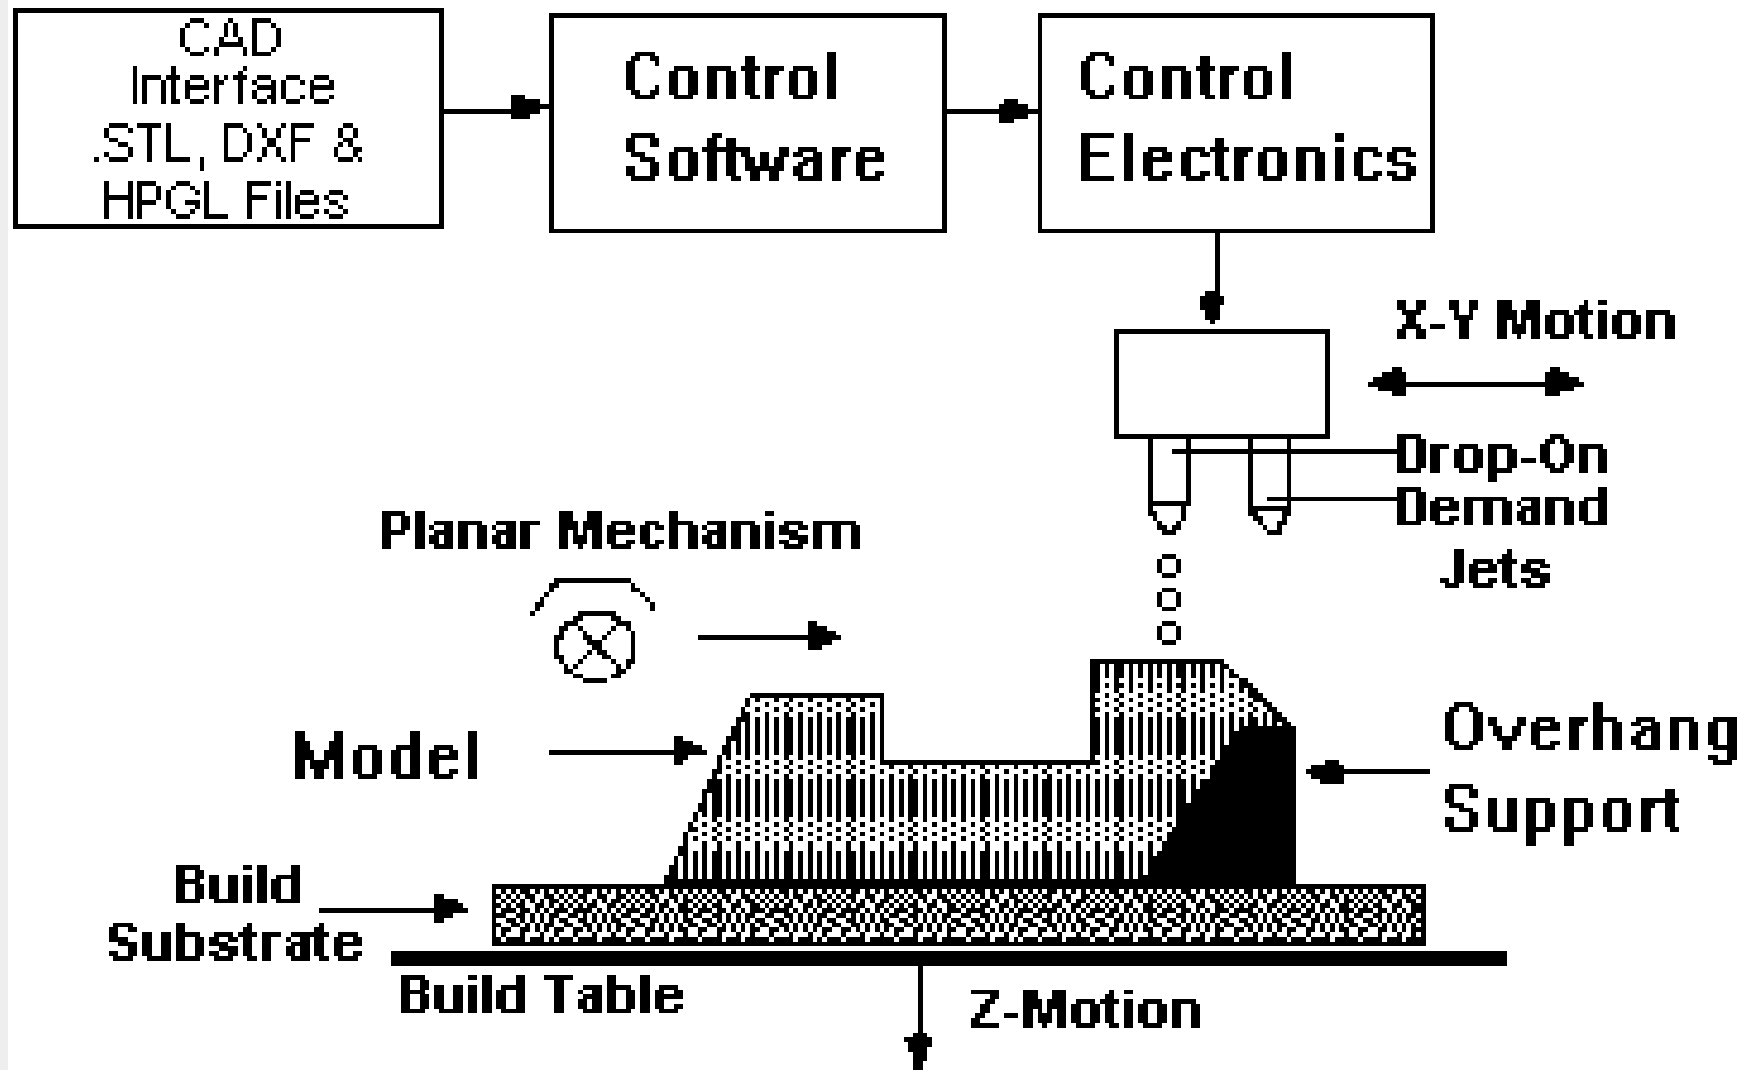 CAD
Interface
.STL, DXF &
HPGL Files
Control
Software
Control
Electronics
X-Y Motion
Drop-On
Demand
Jets
Planar Mechanism
Model
Overhang
Support
Build
Substrate
Build Table
Z-Motion